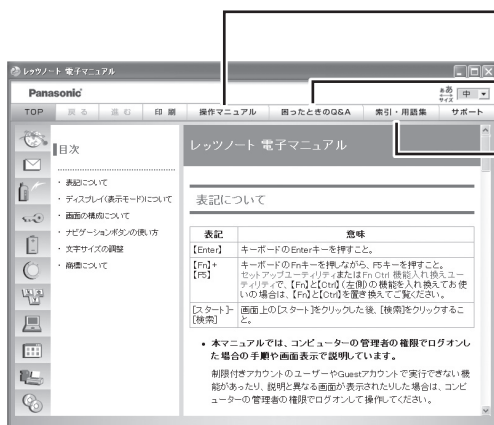 レッツノート 電子マニュアル
Panasonic
あ あ サイズ 中
TOP 戻る 進む 印刷 操作マニュアル 困ったときのQ&A 索引・用語集 サポート
目次
・ 表記について
・ ディスプレイ(表示モード)について
・ 画面の構成について
・ ナビゲーションボタンの使い方
・ 文字サイズの調整
・ 商標について
レッツノート 電子マニュアル
表記について
表記 意味
【Enter】 キーボードのEnterキーを押すこと。
【Fn】+【F5】 キーボードのFnキーを押しながら、F5キーを押すこと。
セットアップユーティリティまたはFn Ctrl 機能入れ換えユー
ティリティで、【Fn】と【Ctrl】(左側)の機能を入れ換えてお使
いの場合は、【Fn】と【Ctrl】を置き換えてご覧ください。
[スタート]-[検索] 画面上の[スタート]をクリックした後、[検索]をクリックするこ
と。
• 本マニュアルでは、コンピューターの管理者の権限でログオンし
た場合の手順や画面表示で説明しています。
制限付きアカウントのユーザーやGuestアカウントで実行できない機
能があったり、説明と異なる画面が表示されたりした場合は、コンピ
ューターの管理者の権限でログオンして操作してください。